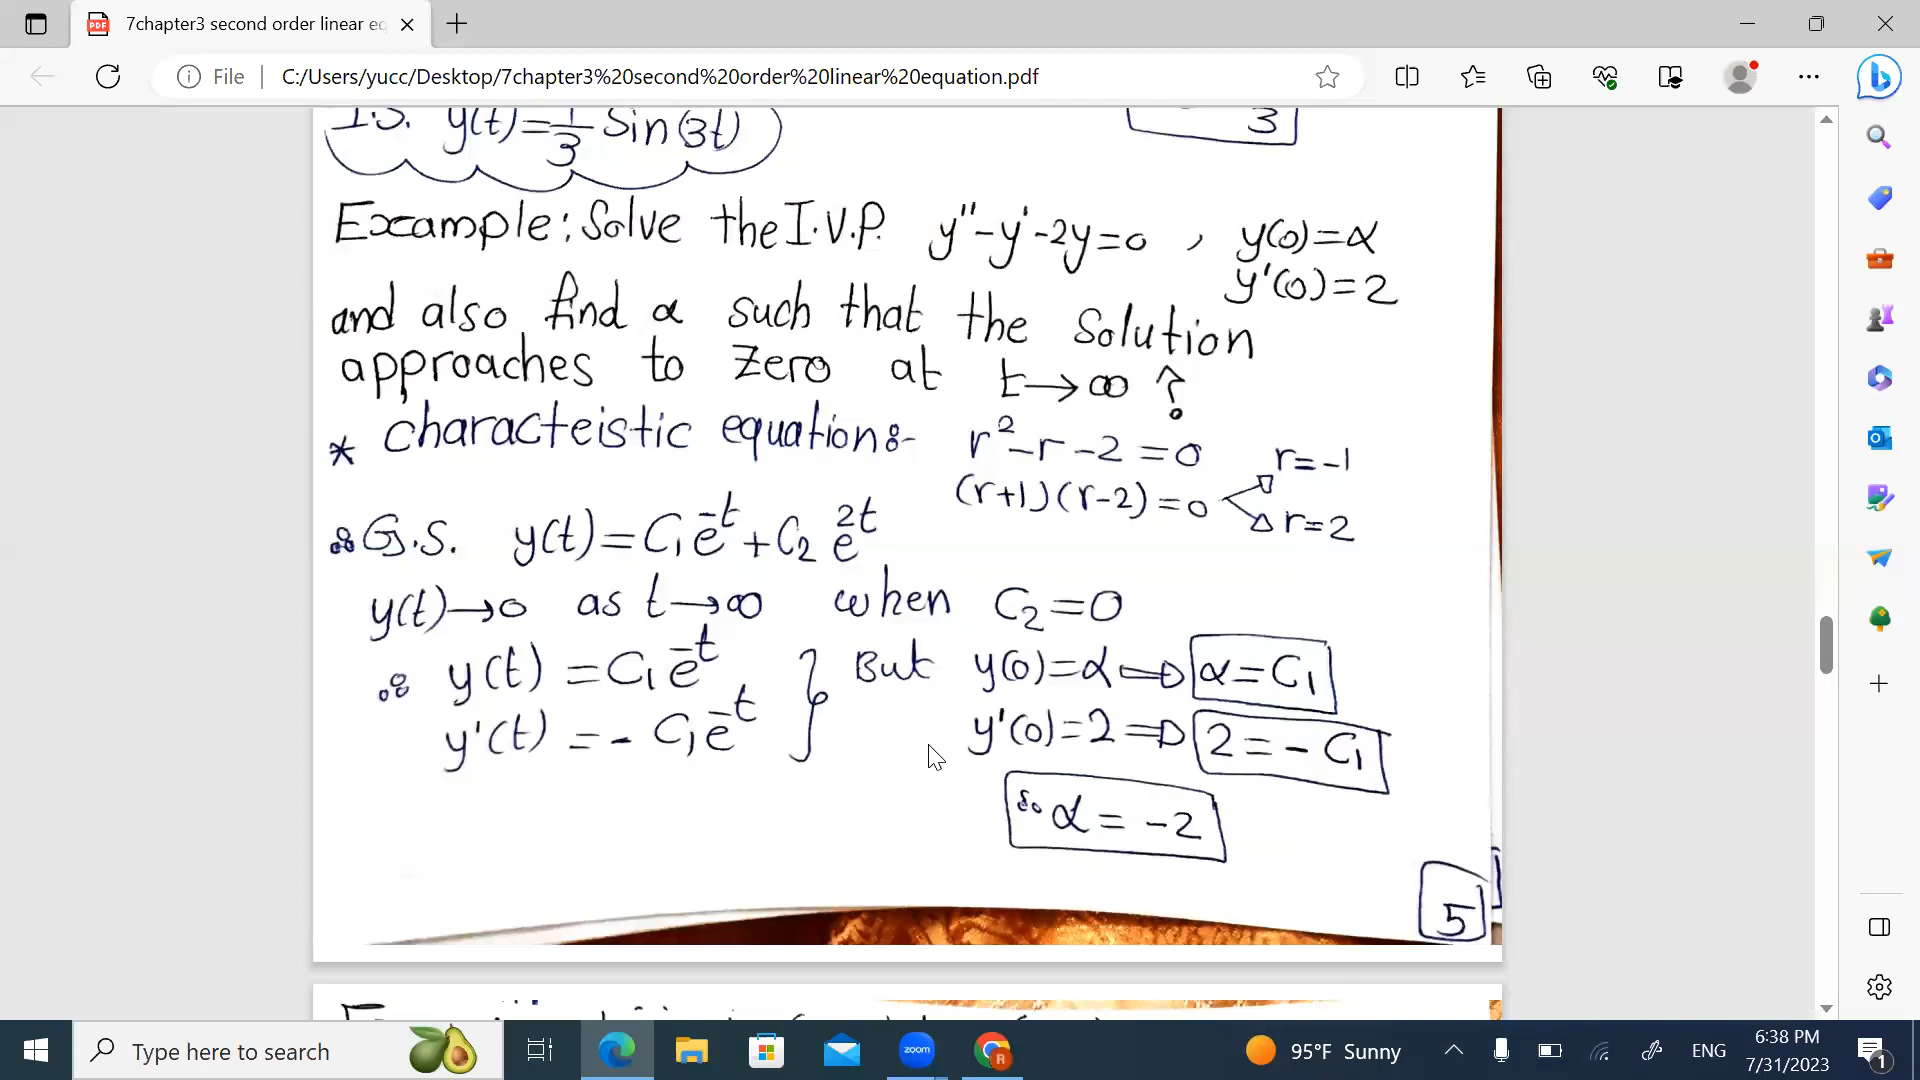 7chapter3 second order linear eq
File
C:/Users/yucc/Desktop/7chapter3%20second%20order%20linear%20equation.pdf
I.S. y(t)=1/3 Sin(3t)
3
Example: Solve the I.V.P. y''-y'-2y=0 , y(0)=α
y'(0)=2
and also find α such that the Solution
approaches to Zero at t→∞ ?
* characteistic equation:- r²-r-2=0
(r+1)(r-2)=0
r=-1
r=2
∴ G.S. y(t)=C₁e^-t+C₂e^2t
y(t)→0 as t→∞ when C₂=0
∴ y(t)=C₁e^-t
y'(t)=-C₁e^-t
But y(0)=α ⇒ α=C₁
y'(0)=2 ⇒ 2=-C₁
∴ α=-2
5
Type here to search
zoom
R
95°F Sunny
ENG
6:38 PM
7/31/2023
1